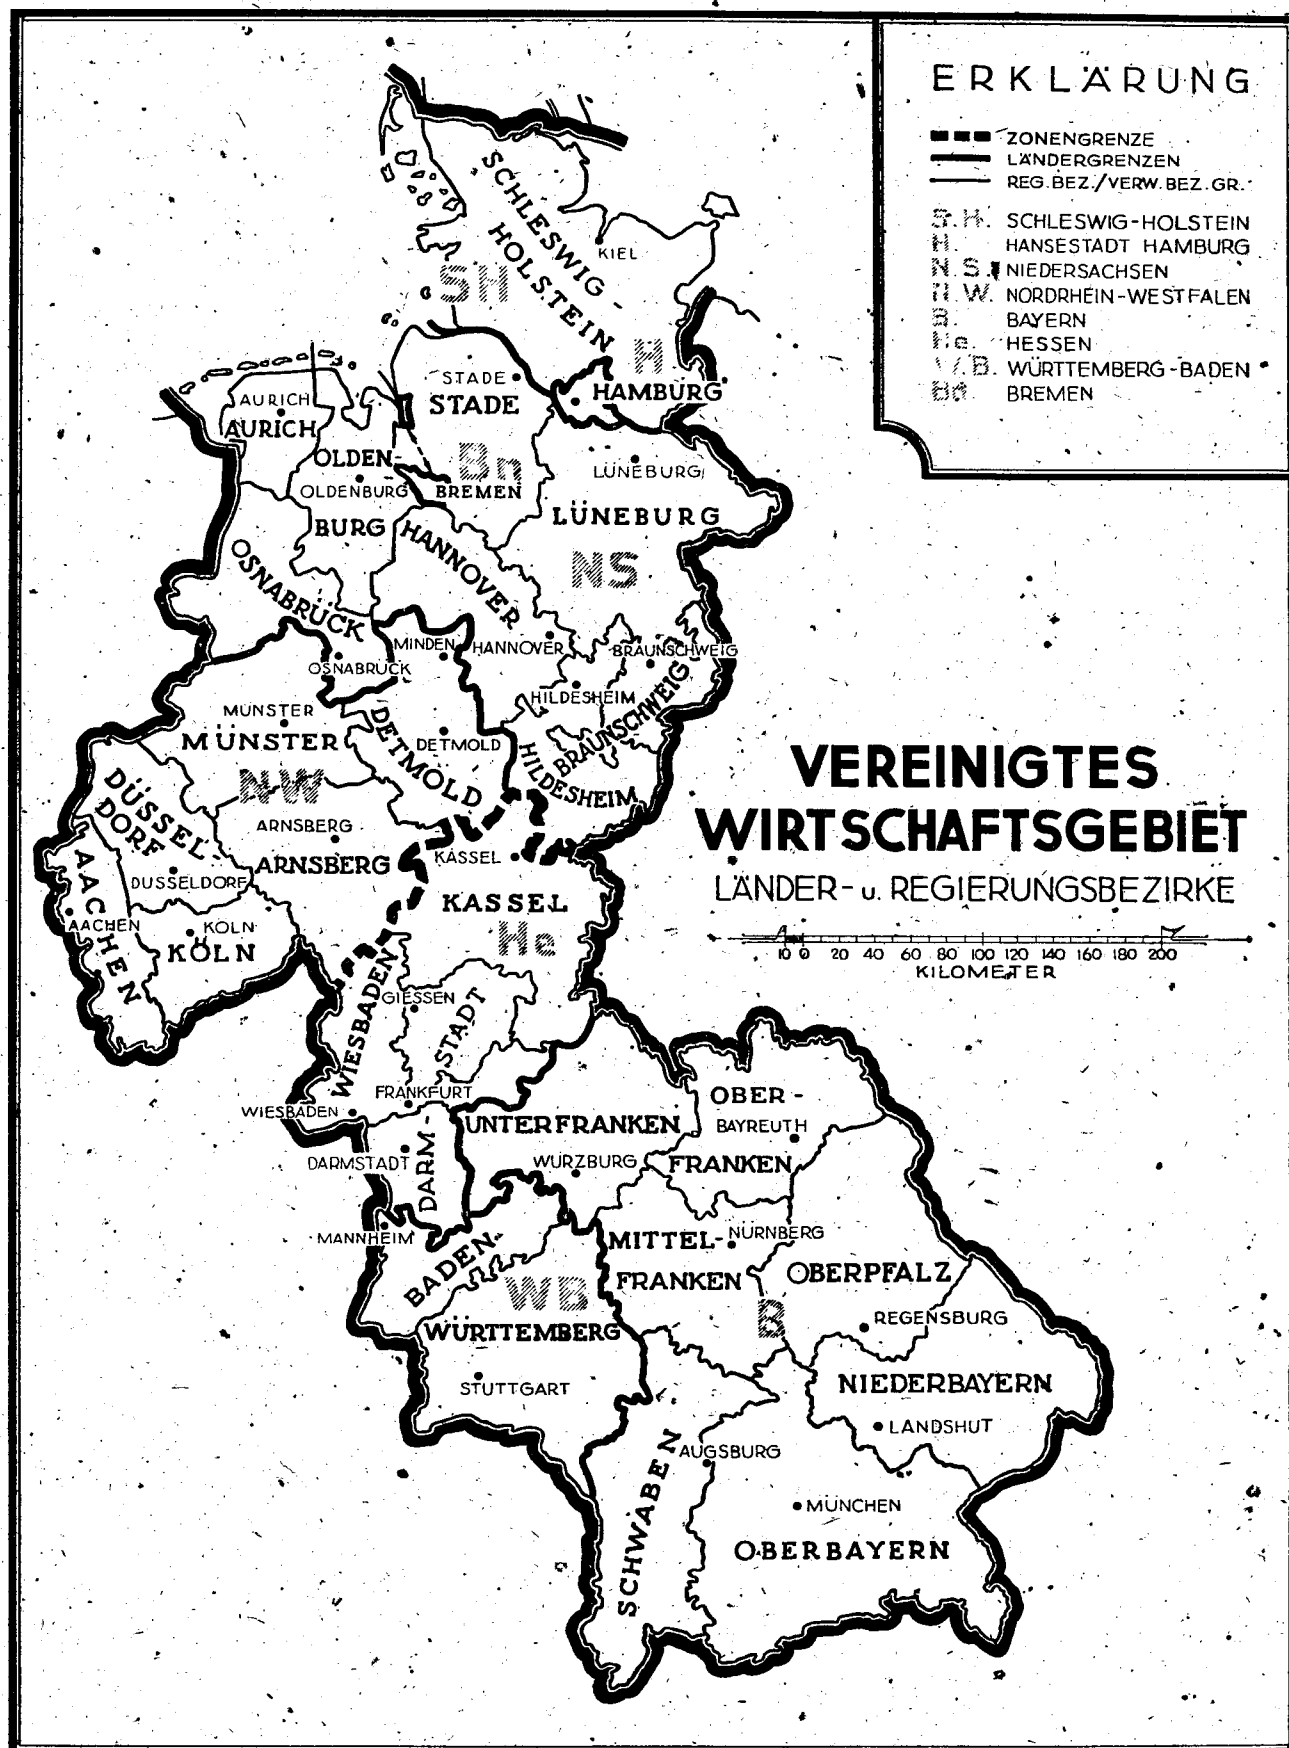 ERKLÄRUNG
ZONENGRENZE
LÄNDERGRENZEN
REG.BEZ./VERW.BEZ.GR.
S.H. SCHLESWIG-HOLSTEIN
H. HANSESTADT HAMBURG
N.S. NIEDERSACHSEN
N.W. NORDRHEIN-WESTFALEN
B. BAYERN
He. HESSEN
W.B. WÜRTTEMBERG-BADEN
Bn BREMEN
SCHLESWIG-
HOLSTEIN
KIEL
SH
H
HAMBURG
STADE
STADE
AURICH
AURICH
OLDEN-
OLDENBURG
BURG
Bn
BREMEN
LÜNEBURG
LÜNEBURG
HANNOVER
NS
OSNABRÜCK
MINDEN
HANNOVER
BRAUNSCHWEIG
OSNABRÜCK
HILDESHEIM
BRAUNSCHWEIG
MÜNSTER
MÜNSTER
DETMOLD
DETMOLD
HILDESHEIM
NW
DÜSSEL-
DORF
ARNSBERG
ARNSBERG
KASSEL
KASSEL
DÜSSELDORF
AACHEN
AACHEN
KÖLN
KÖLN
He
VEREINIGTES
WIRTSCHAFTSGEBIET
LÄNDER- u. REGIERUNGSBEZIRKE
10 0 20 40 60 80 100 120 140 160 180 200
KILOMETER
WIESBADEN
GIESSEN
STADT
FRANKFURT
WIESBADEN
DARM-
DARMSTADT
UNTERFRANKEN
WÜRZBURG
OBER-
BAYREUTH
FRANKEN
MANNHEIM
BADEN-
MITTEL-
NÜRNBERG
FRANKEN
OBERPFALZ
WB
B
WÜRTTEMBERG
REGENSBURG
STUTTGART
NIEDERBAYERN
LANDSHUT
SCHWABEN
AUGSBURG
MÜNCHEN
OBERBAYERN